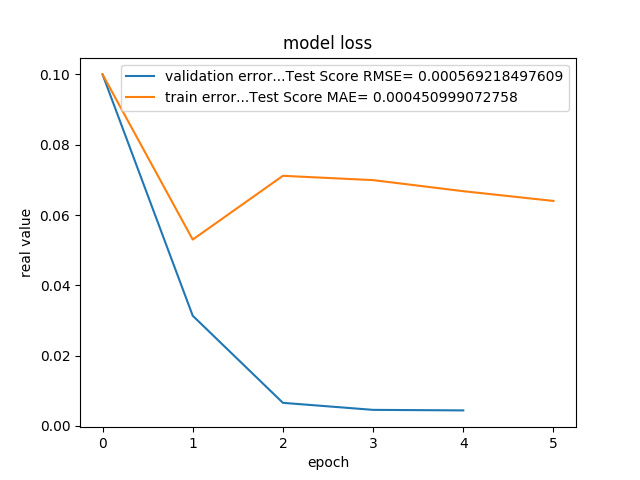 model loss
validation error...Test Score RMSE= 0.000569218497609
train error...Test Score MAE= 0.000450999072758
0.10
0.08
0.06
0.04
0.02
0.00
real value
0 1 2 3 4 5
epoch